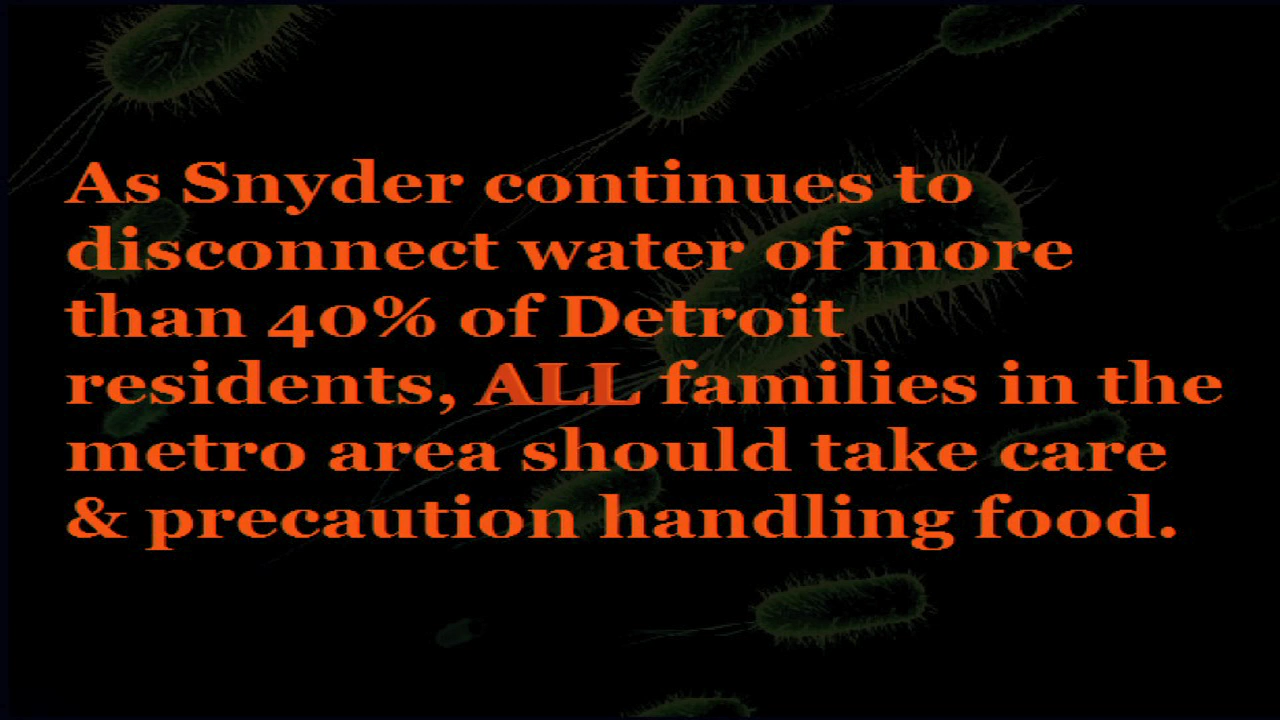 As Snyder continues to
disconnect water of more
than 40% of Detroit
residents, ALL families in the
metro area should take care
& precaution handling food.